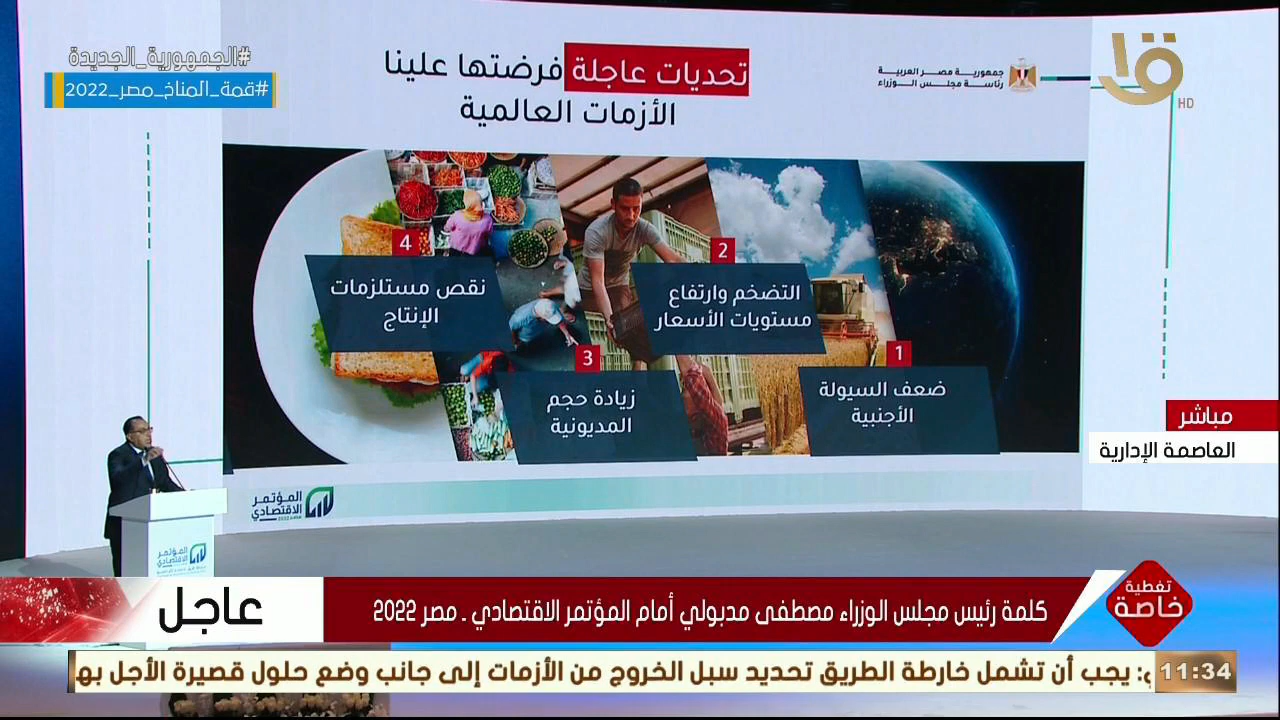 #الجمهورية_الجديدة
#قمة_المناخ_مصر_2022
HD
جمهورية مصر العربية
رئاسة مجلس الوزراء
تحديات عاجلة فرضتها علينا
الأزمات العالمية
1
ضعف السيولة
الأجنبية
2
التضخم وارتفاع
مستويات الأسعار
3
زيادة حجم
المديونية
4
نقص مستلزمات
الإنتاج
مباشر
العاصمة الإدارية
المؤتمر
الاقتصادي
المؤتمر
الاقتصادي
تغطية
خاصة
كلمة رئيس مجلس الوزراء مصطفى مدبولي أمام المؤتمر الاقتصادي ـ مصر 2022
عاجل
11:34
: يجب أن تشمل خارطة الطريق تحديد سبل الخروج من الأزمات إلى جانب وضع حلول قصيرة الأجل به